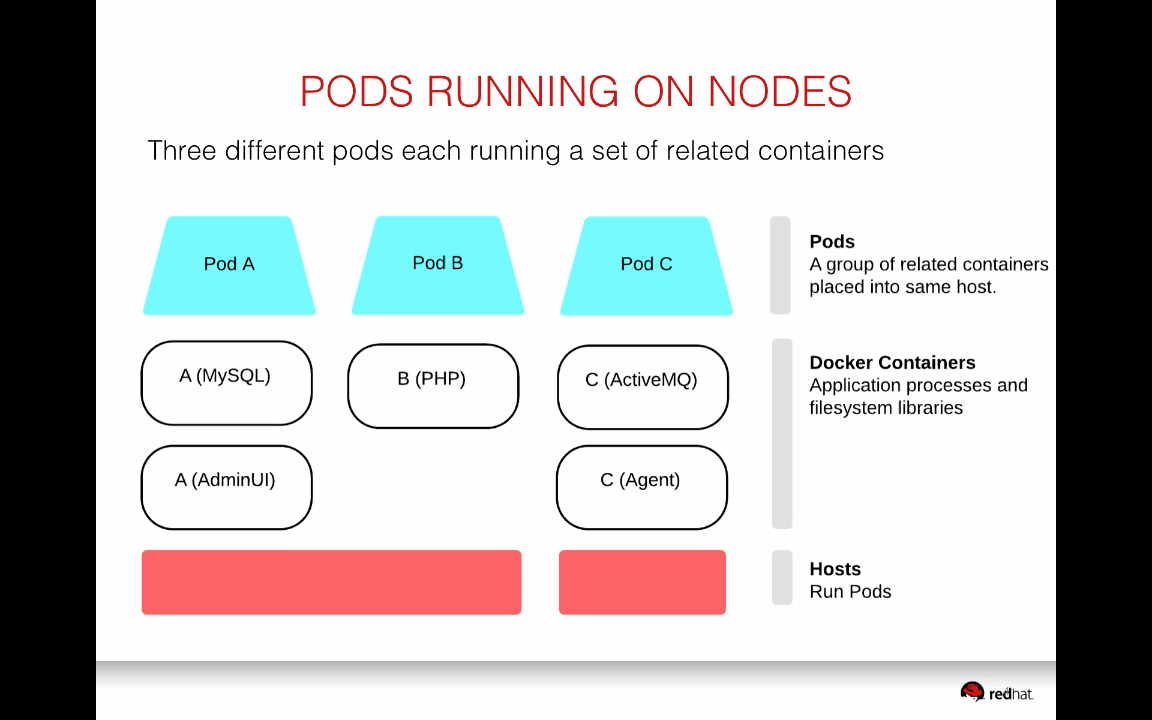 PODS RUNNING ON NODES
Three different pods each running a set of related containers
Pod A
Pod B
Pod C
Pods
A group of related containers
placed into same host.
A (MySQL)
B (PHP)
C (ActiveMQ)
Docker Containers
Application processes and
filesystem libraries
A (AdminUI)
C (Agent)
Hosts
Run Pods
redhat.